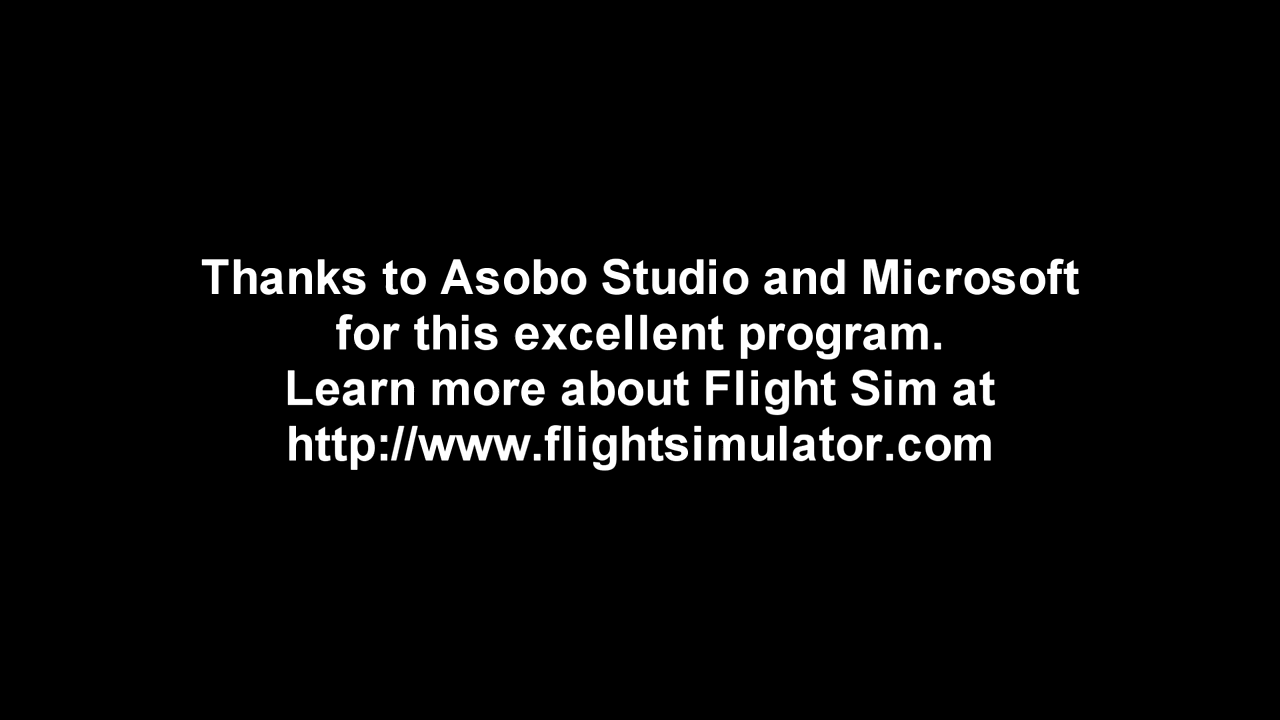 Thanks to Asobo Studio and Microsoft
for this excellent program.
Learn more about Flight Sim at
http://www.flightsimulator.com